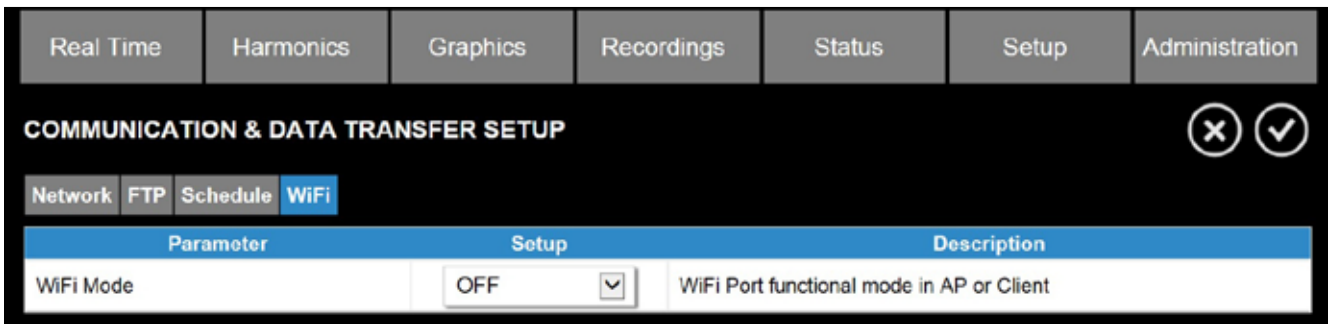 Real Time Harmonics Graphics Recordings Status Setup Administration
COMMUNICATION & DATA TRANSFER SETUP
Network FTP Schedule WiFi
Parameter Setup Description
WiFi Mode OFF WiFi Port functional mode in AP or Client